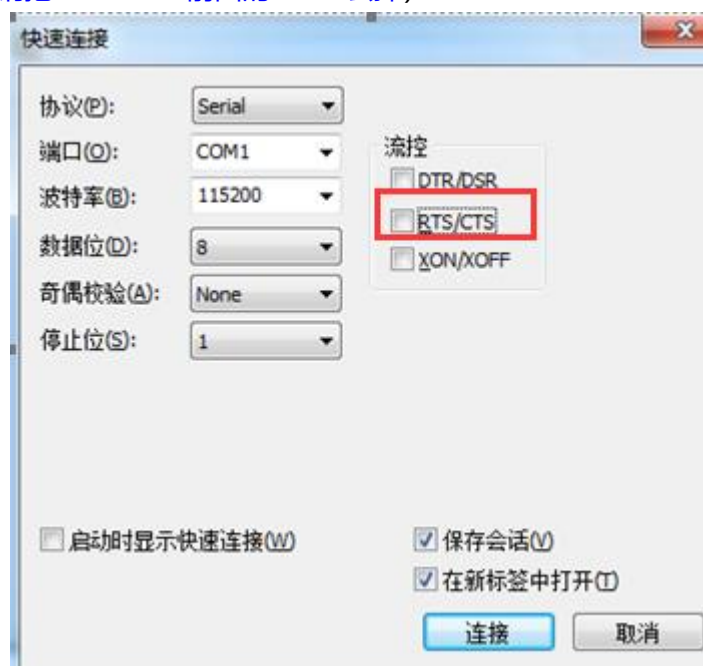 快速连接
协议(P): Serial
端口(O): COM1
波特率(B): 115200
数据位(D): 8
奇偶校验(A): None
停止位(S): 1
流控
DTR/DSR
RTS/CTS
XON/XOFF
启动时显示快速连接(W)
保存会话(V)
在新标签中打开(T)
连接
取消